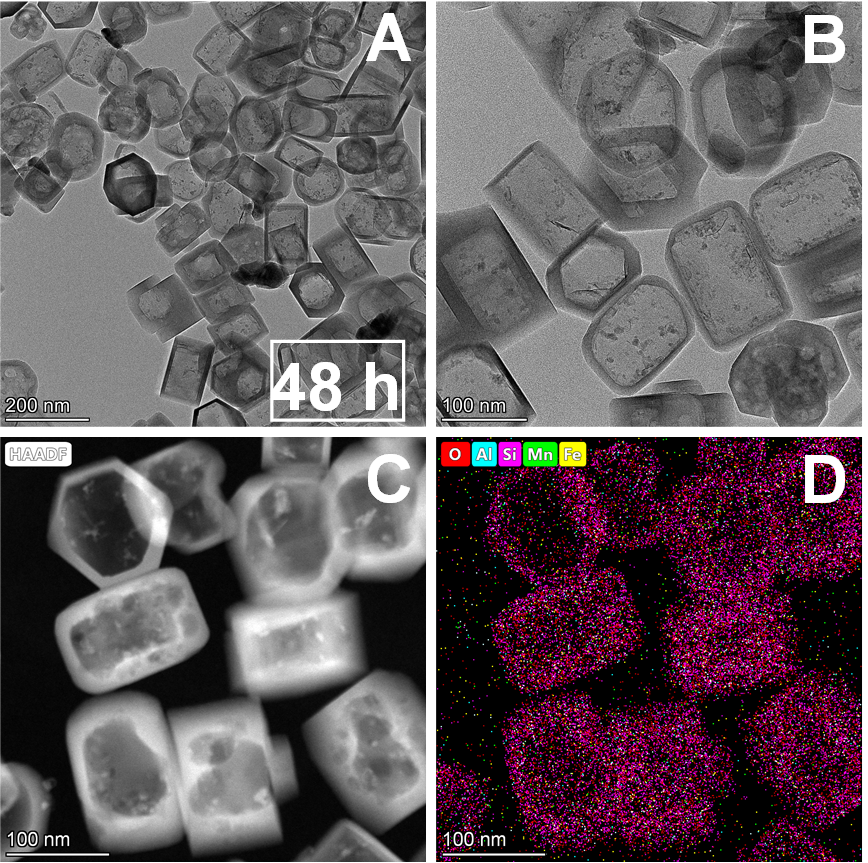 A
48 h
200 nm
B
100 nm
HAADF
C
100 nm
O Al Si Mn Fe
D
100 nm